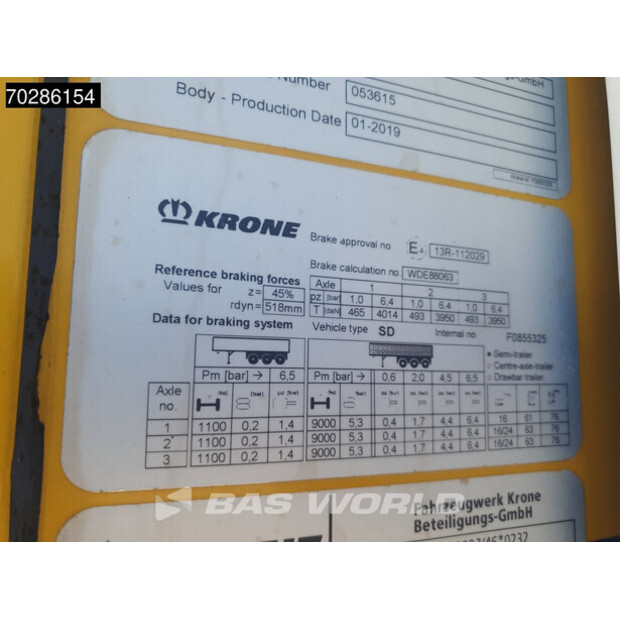 70286154
s-GmbH
Number 053615
Body - Production Date 01-2019
KRONE
Brake approval no E4 13R-112029
Brake calculation no. WDE88063
Reference braking forces
Values for z= 45%
rdyn= 518mm
Axle 1 2 3
pz [bar] 1,0 6,4 1,0 6,4 1,0 6,4
T [daN] 465 4014 493 3950 493 3950
Data for braking system
Vehicle type SD Internal no F0855325
Semi-trailer
Centre-axle-trailer
Drawbar trailer
Pm [bar] → 6,5 Pm [bar] → 0,6 2,0 4,5 6,5
Axle no.
1 1100 0,2 1,4 9000 5,3 0,4 1,7 4,4 6,4 16 61 76
2 1100 0,2 1,4 9000 5,3 0,4 1,7 4,4 6,4 16/24 63 76
3 1100 0,2 1,4 9000 5,3 0,4 1,7 4,4 6,4 16/24 63 76
BAS WORLD
Fahrzeugwerk Krone
Beteiligungs-GmbH
/46*0232